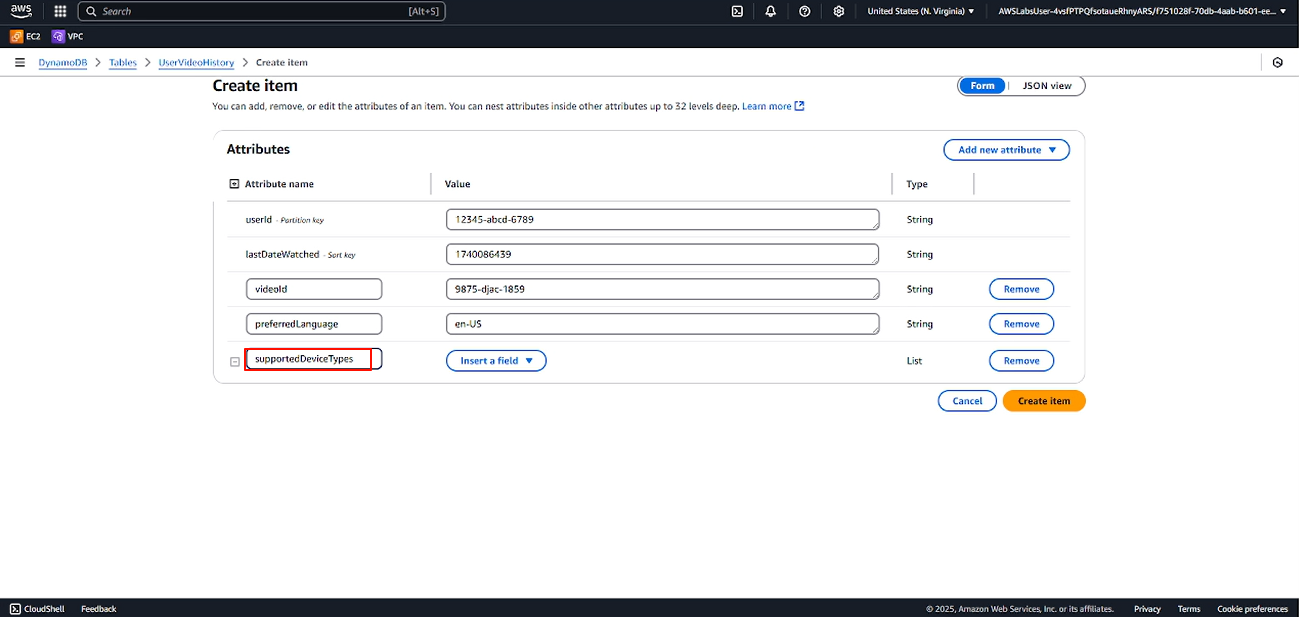 aws
Search [Alt+S] United States (N. Virginia) AWSLabsUser-4vsfPTPQfsotaueRhnyARS/f751028f-70db-4aab-b601-ee...
EC2 VPC
DynamoDB Tables UserVideoHistory Create item
Create item Form JSON view
You can add, remove, or edit the attributes of an item. You can nest attributes inside other attributes up to 32 levels deep. Learn more
Attributes Add new attribute
Attribute name Value Type
userId - Partition key 12345-abcd-6789 String
lastDateWatched - Sort key 1740086439 String
videoId 9875-djac-1859 String Remove
preferredLanguage en-US String Remove
supportedDeviceTypes Insert a field List Remove
Cancel Create item
CloudShell Feedback © 2025, Amazon Web Services, Inc. or its affiliates. Privacy Terms Cookie preferences